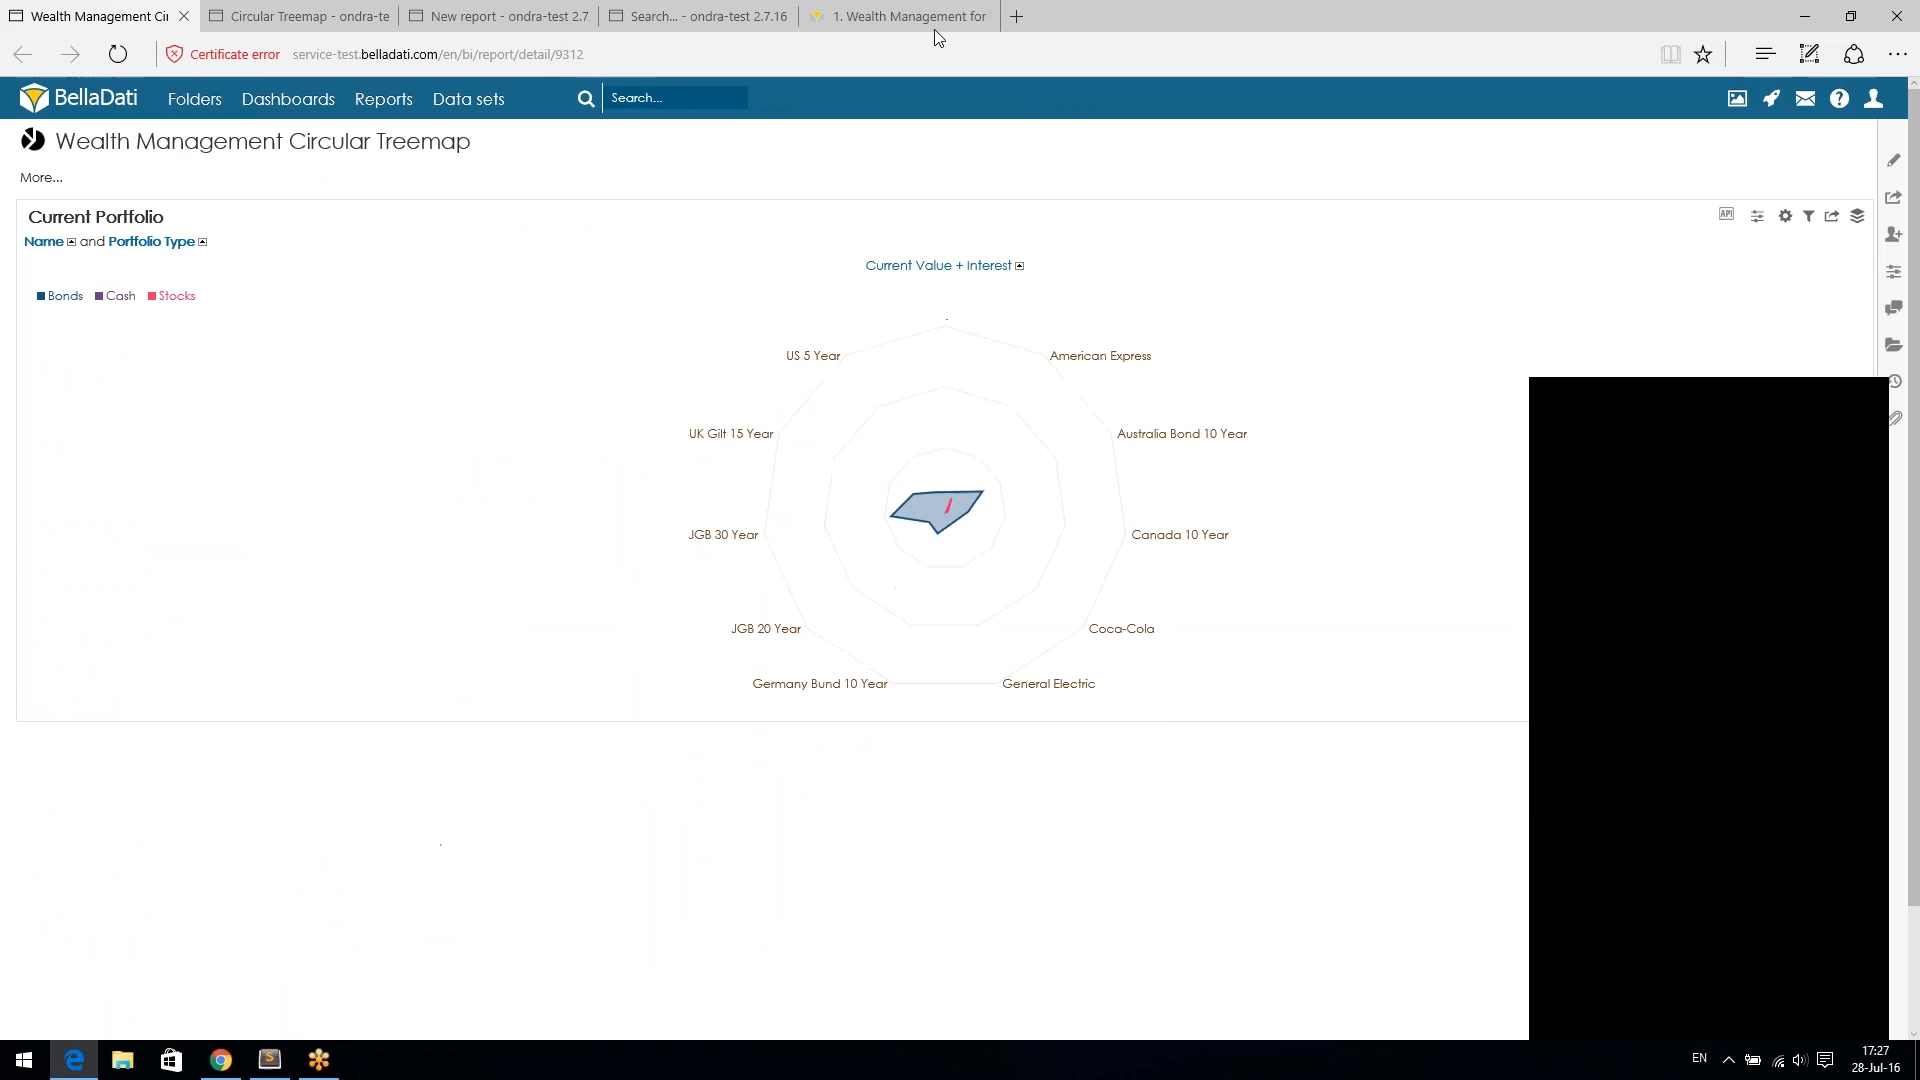 Wealth Management Ci
Circular Treemap - ondra-te
New report - ondra-test 2.7
Search... - ondra-test 2.7.16
1. Wealth Management for
Certificate error
service-test.belladati.com/en/bi/report/detail/9312
BellaDati
Folders
Dashboards
Reports
Data sets
Search...
Wealth Management Circular Treemap
More...
Current Portfolio
API
Name and Portfolio Type
Current Value + Interest
Bonds Cash Stocks
US 5 Year
American Express
UK Gilt 15 Year
Australia Bond 10 Year
JGB 30 Year
Canada 10 Year
JGB 20 Year
Coca-Cola
Germany Bund 10 Year
General Electric
EN
17:27
28-Jul-16